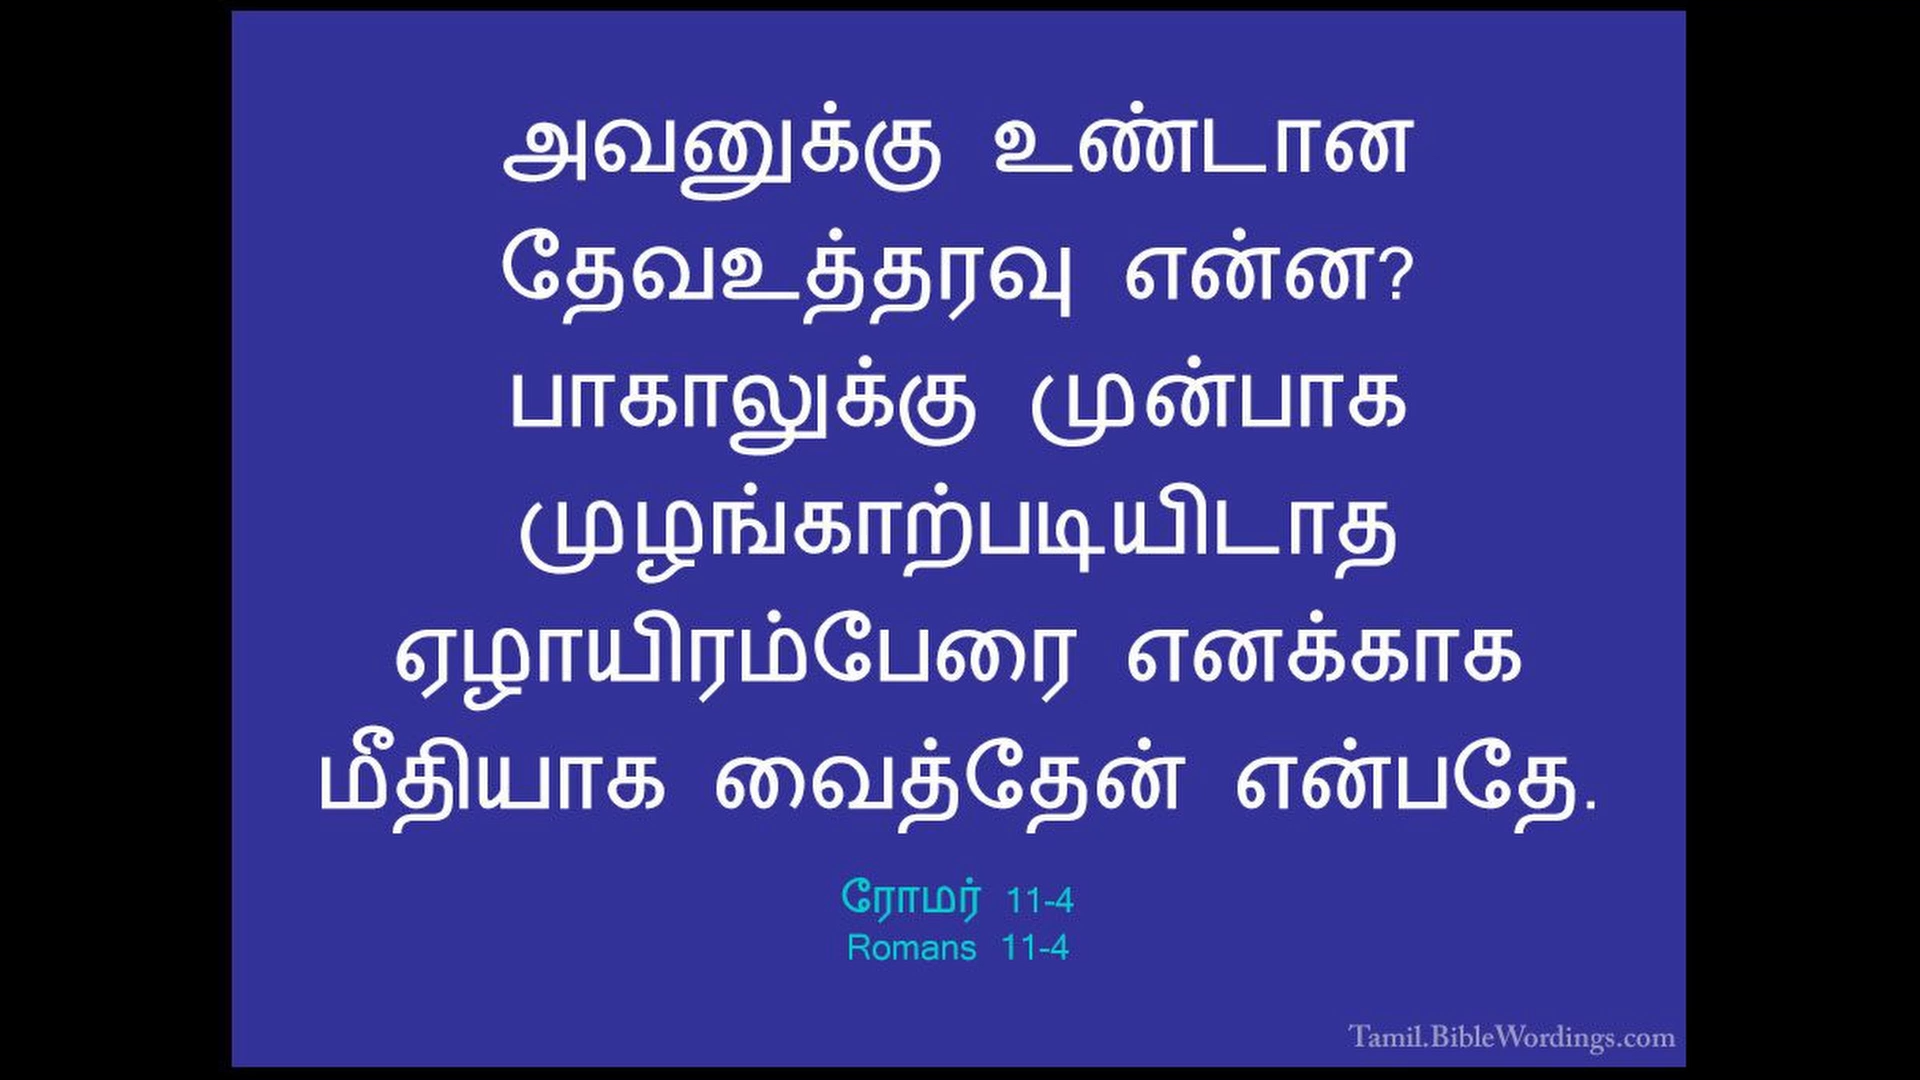 அவனுக்கு உண்டான
தேவஉத்தரவு என்ன?
பாகாலுக்கு முன்பாக
முழங்காற்படியிடாத
ஏழாயிரம்பேரை எனக்காக
மீதியாக வைத்தேன் என்பதே.
ரோமர் 11-4
Romans 11-4
Tamil.BibleWordings.com